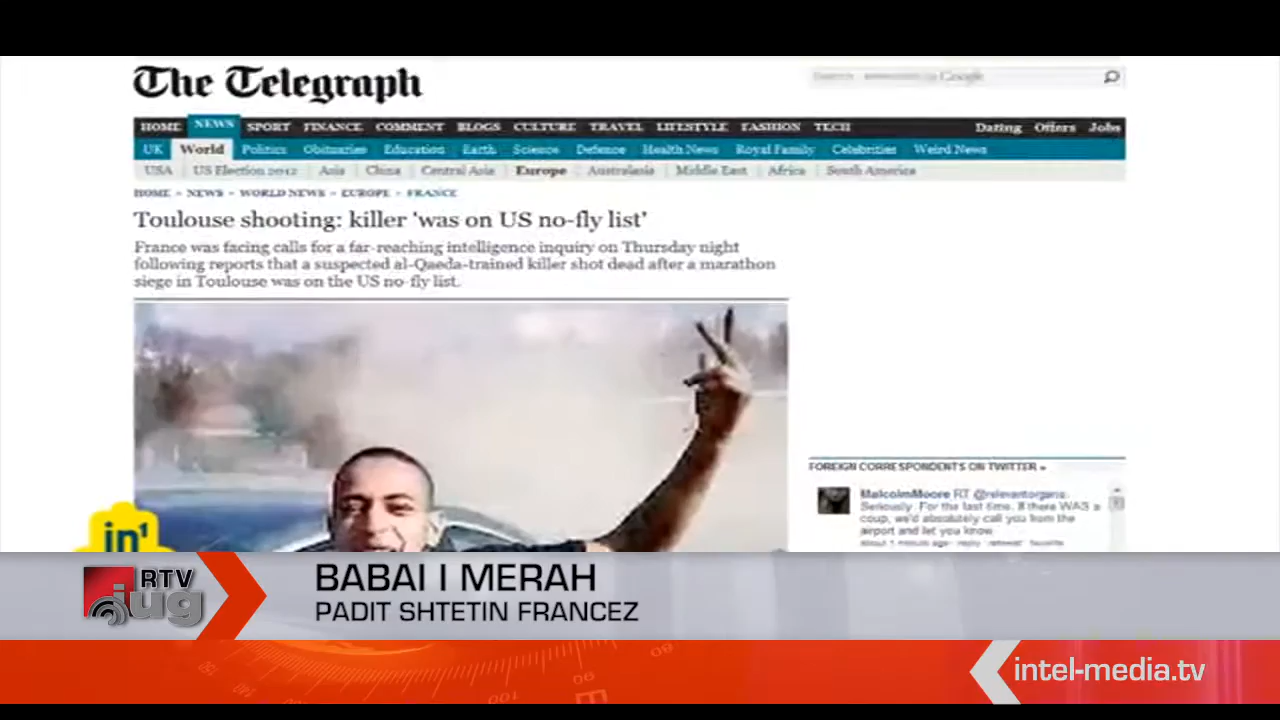 The Telegraph
HOME NEWS SPORT FINANCE COMMENT BLOGS CULTURE TRAVEL LIFESTYLE FASHION TECH Dating Offers Jobs
UK World Politics Obituaries Education Earth Science Defence Health News Royal Family Celebrities Weird News
USA US Election 2012 Asia China Central Asia Europe Australasia Middle East Africa South America
HOME » NEWS » WORLD NEWS » EUROPE » FRANCE
Toulouse shooting: killer 'was on US no-fly list'
France was facing calls for a far-reaching intelligence inquiry on Thursday night
following reports that a suspected al-Qaeda-trained killer shot dead after a marathon
siege in Toulouse was on the US no-fly list.
FOREIGN CORRESPONDENTS ON TWITTER »
MalcolmMoore RT @relevantorgans:
Seriously. For the last time. If there WAS a
coup, we'd absolutely call you from the
airport and let you know.
about 1 minute ago · reply · retweet · favorite
in'
RTV
jug
BABAI I MERAH
PADIT SHTETIN FRANCEZ
intel-media.tv